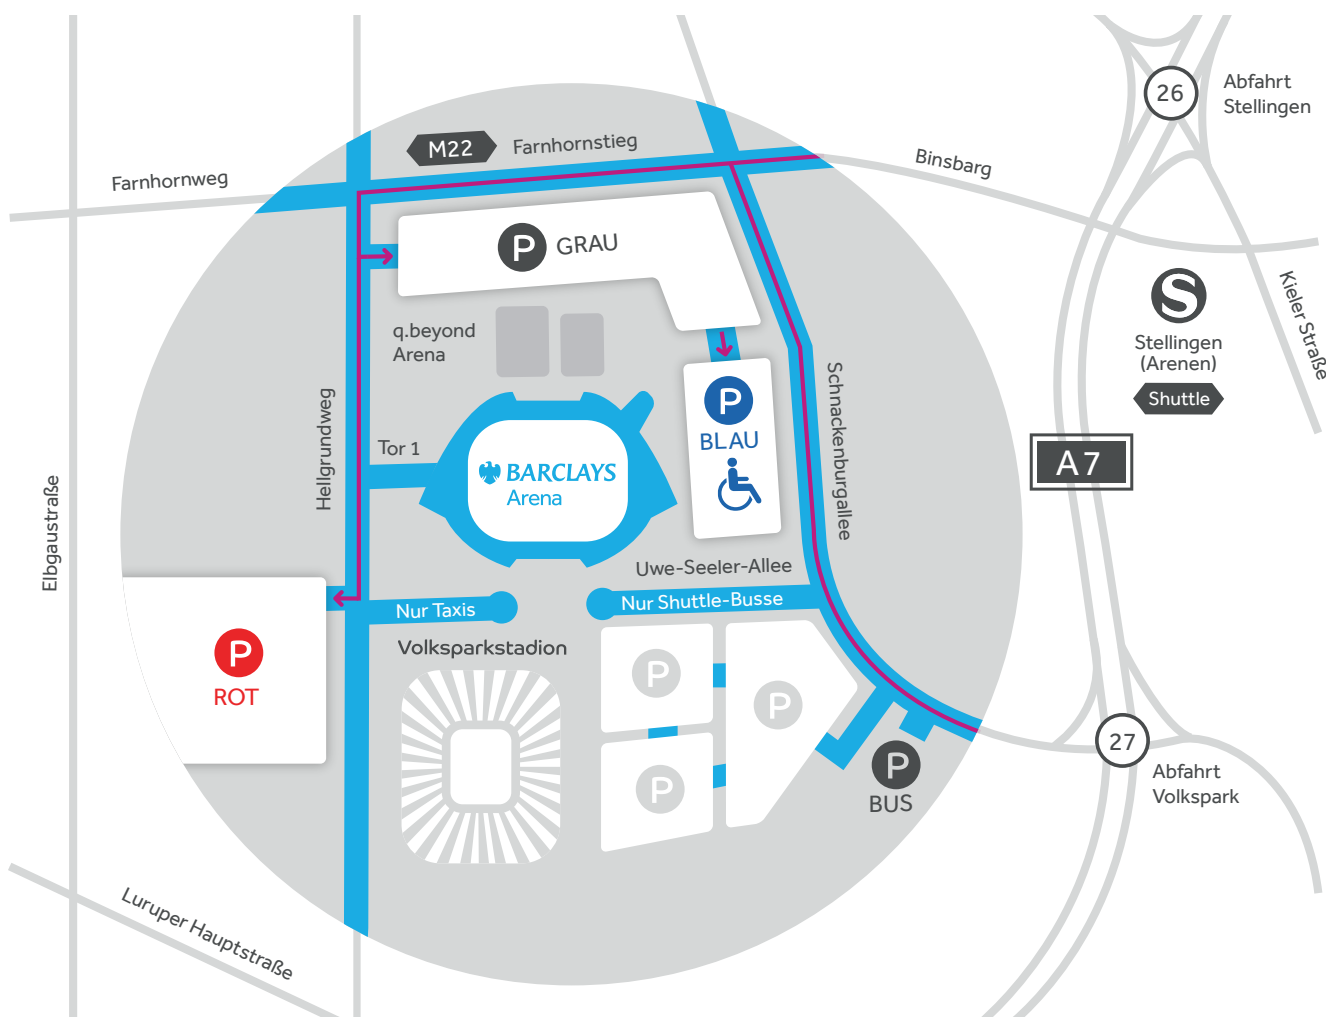 26
Abfahrt
Stellingen
M22
Farnhornstieg
Binsbarg
Farnhornweg
P
GRAU
S
Stellingen
(Arenen)
Shuttle
Kieler Straße
q.beyond
Arena
P
BLAU
Schnackenburgallee
Hellgrundweg
Tor 1
BARCLAYS
Arena
A7
Elbgaustraße
Uwe-Seeler-Allee
Nur Taxis
Nur Shuttle-Busse
Volksparkstadion
P
ROT
P
P
P
27
Abfahrt
Volkspark
P
BUS
Luruper Hauptstraße